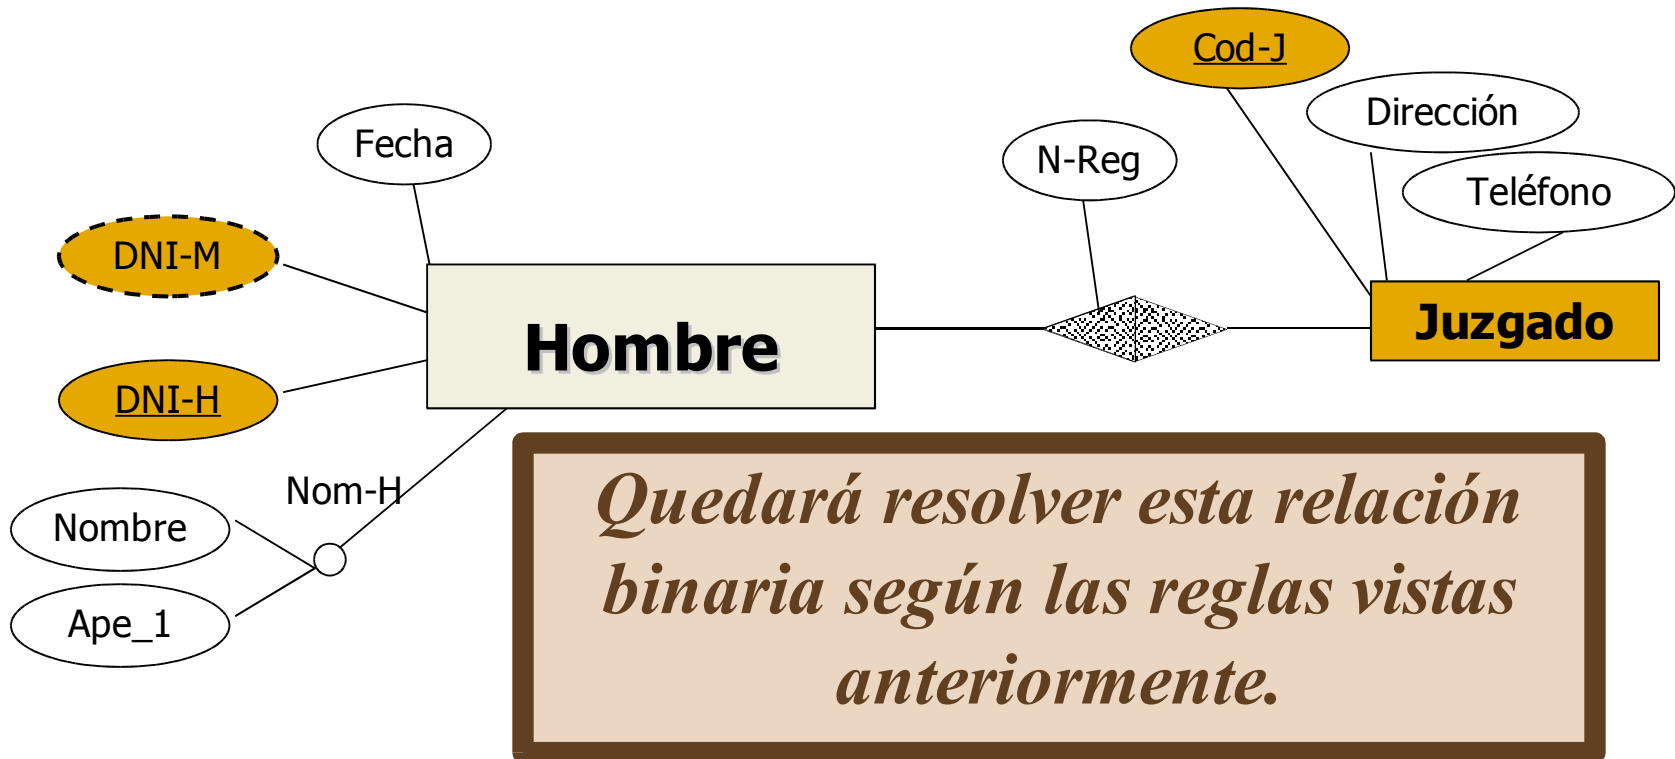 Cod-J
Dirección
Fecha
N-Reg
Teléfono
DNI-M
Hombre
Juzgado
DNI-H
Nom-H
Nombre
Ape_1
Quedará resolver esta relación
binaria según las reglas vistas
anteriormente.